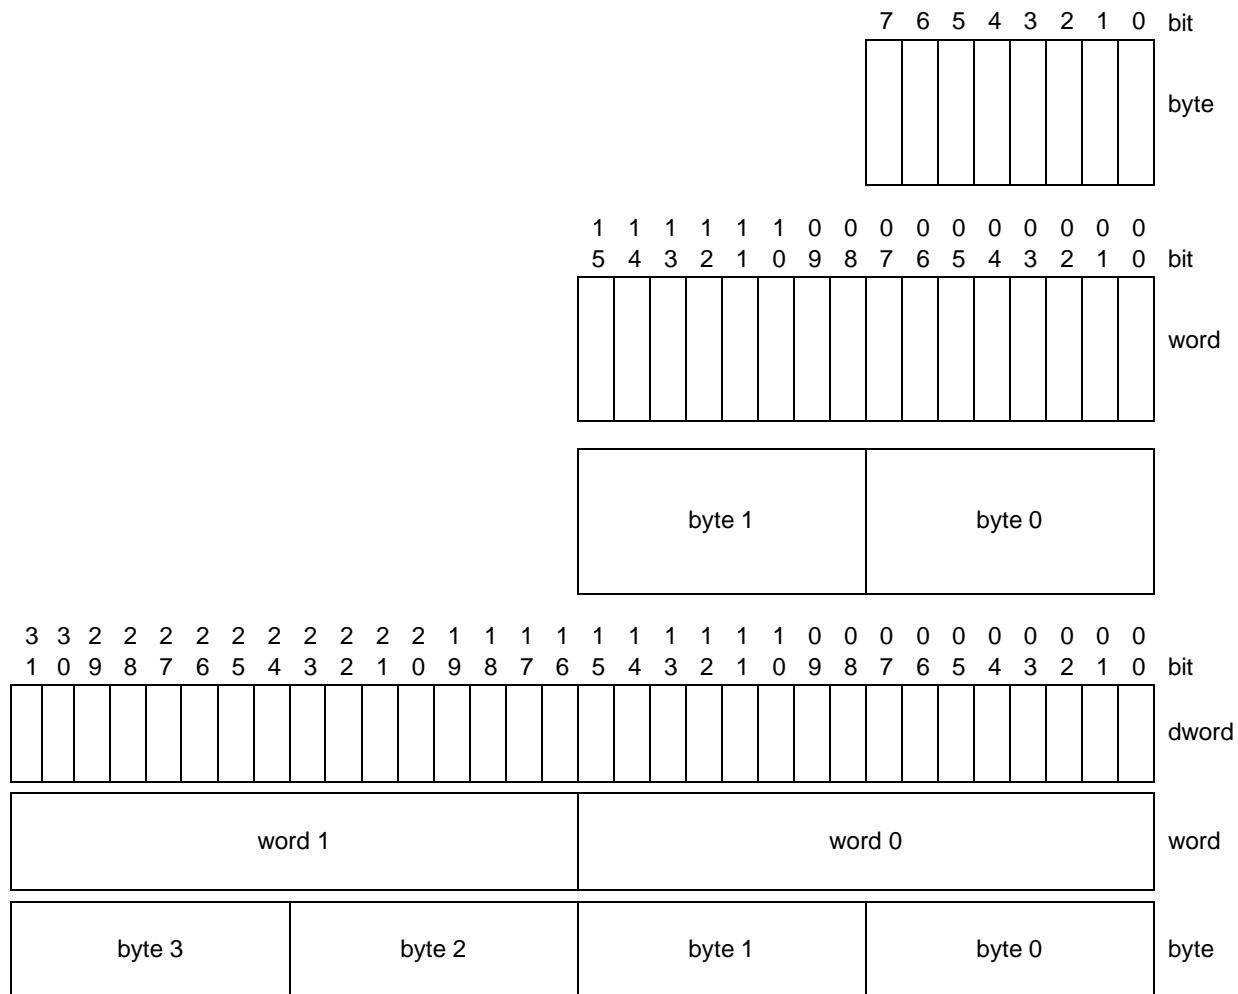 7 6 5 4 3 2 1 0 bit
byte
1 1 1 1 1 1 0 0 0 0 0 0 0 0 0 0
5 4 3 2 1 0 9 8 7 6 5 4 3 2 1 0 bit
word
byte 1 byte 0
3 3 2 2 2 2 2 2 2 2 2 2 1 1 1 1 1 1 1 1 1 1 0 0 0 0 0 0 0 0 0 0
1 0 9 8 7 6 5 4 3 2 1 0 9 8 7 6 5 4 3 2 1 0 9 8 7 6 5 4 3 2 1 0 bit
dword
word 1 word 0 word
byte 3 byte 2 byte 1 byte 0 byte